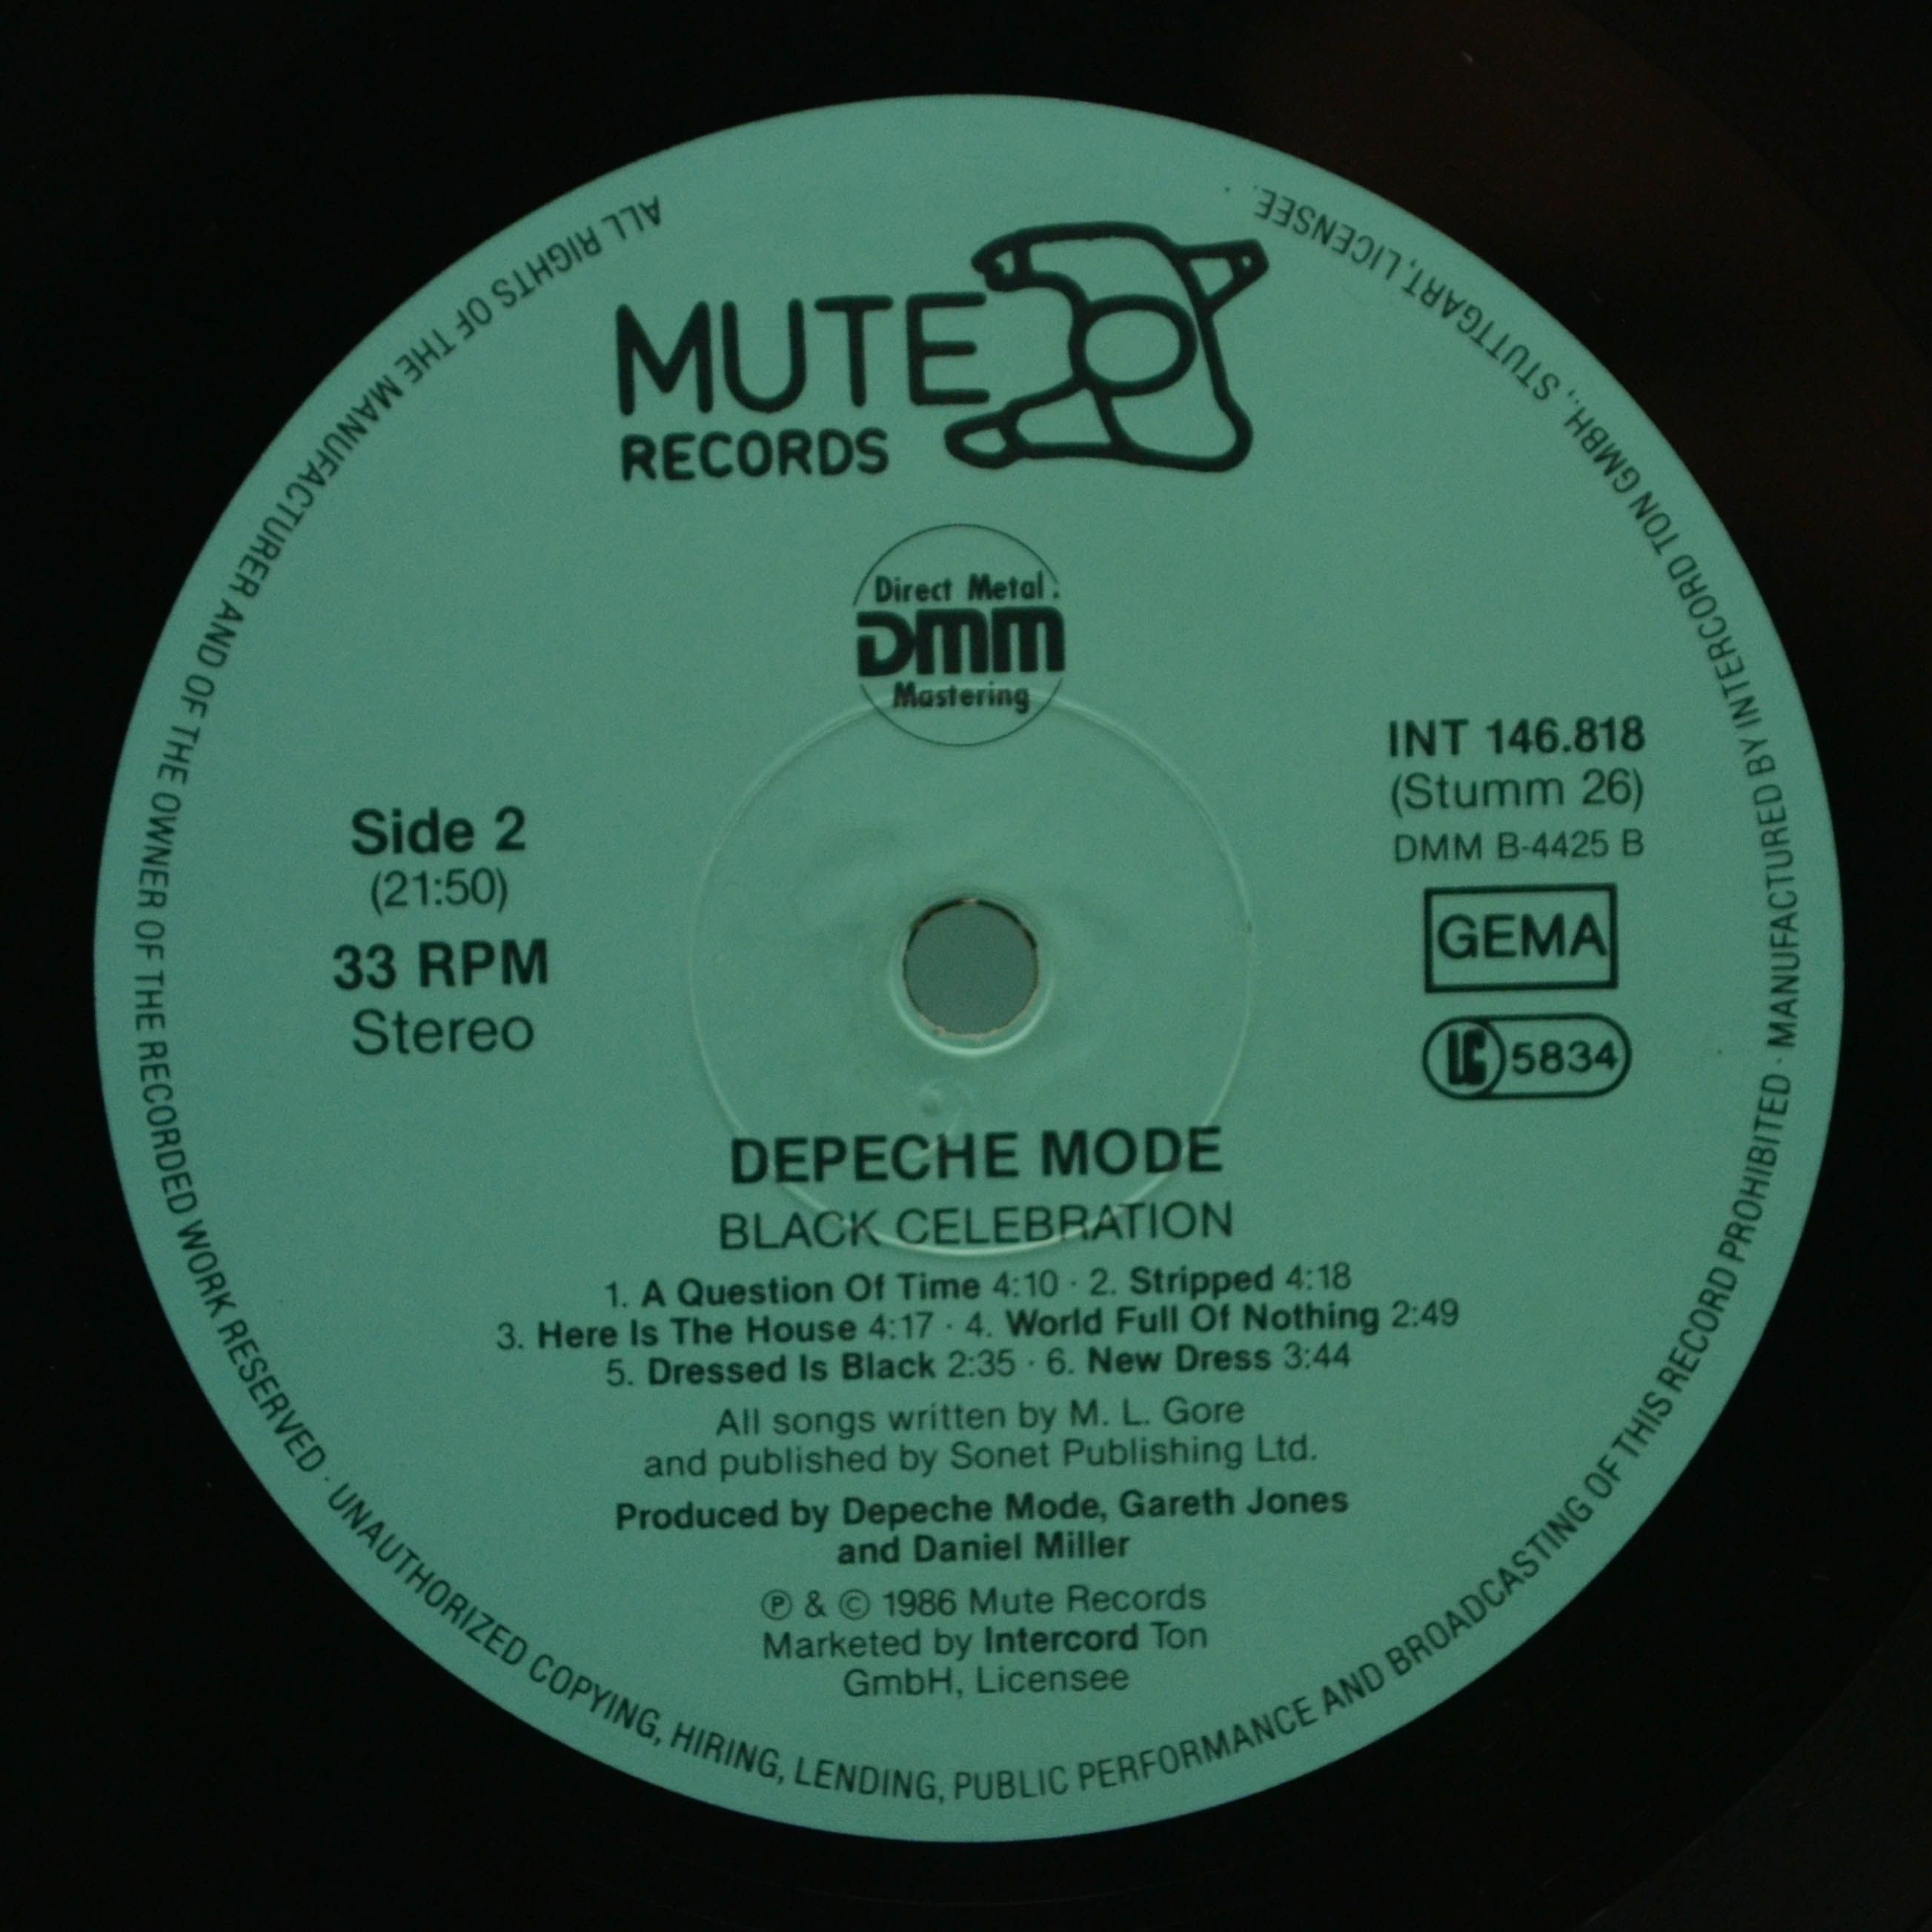 MUTE
RECORDS
Direct Metal
DMM
Mastering
Side 2
(21:50)
33 RPM
Stereo
INT 146.818
(Stumm 26)
DMM B-4425 B
GEMA
LC 5834
DEPECHE MODE
BLACK CELEBRATION
1. A Question Of Time 4:10 · 2. Stripped 4:18
3. Here Is The House 4:17 · 4. World Full Of Nothing 2:49
5. Dressed Is Black 2:35 · 6. New Dress 3:44
All songs written by M. L. Gore
and published by Sonet Publishing Ltd.
Produced by Depeche Mode, Gareth Jones
and Daniel Miller
℗ & © 1986 Mute Records
Marketed by Intercord Ton
GmbH, Licensee
ALL RIGHTS OF THE MANUFACTURER AND OF THE OWNER OF THE RECORDED WORK RESERVED · UNAUTHORIZED COPYING, HIRING, LENDING, PUBLIC PERFORMANCE AND BROADCASTING OF THIS RECORD PROHIBITED · MANUFACTURED BY INTERCORD TON GMBH., STUTTGART, LICENSEE. ·